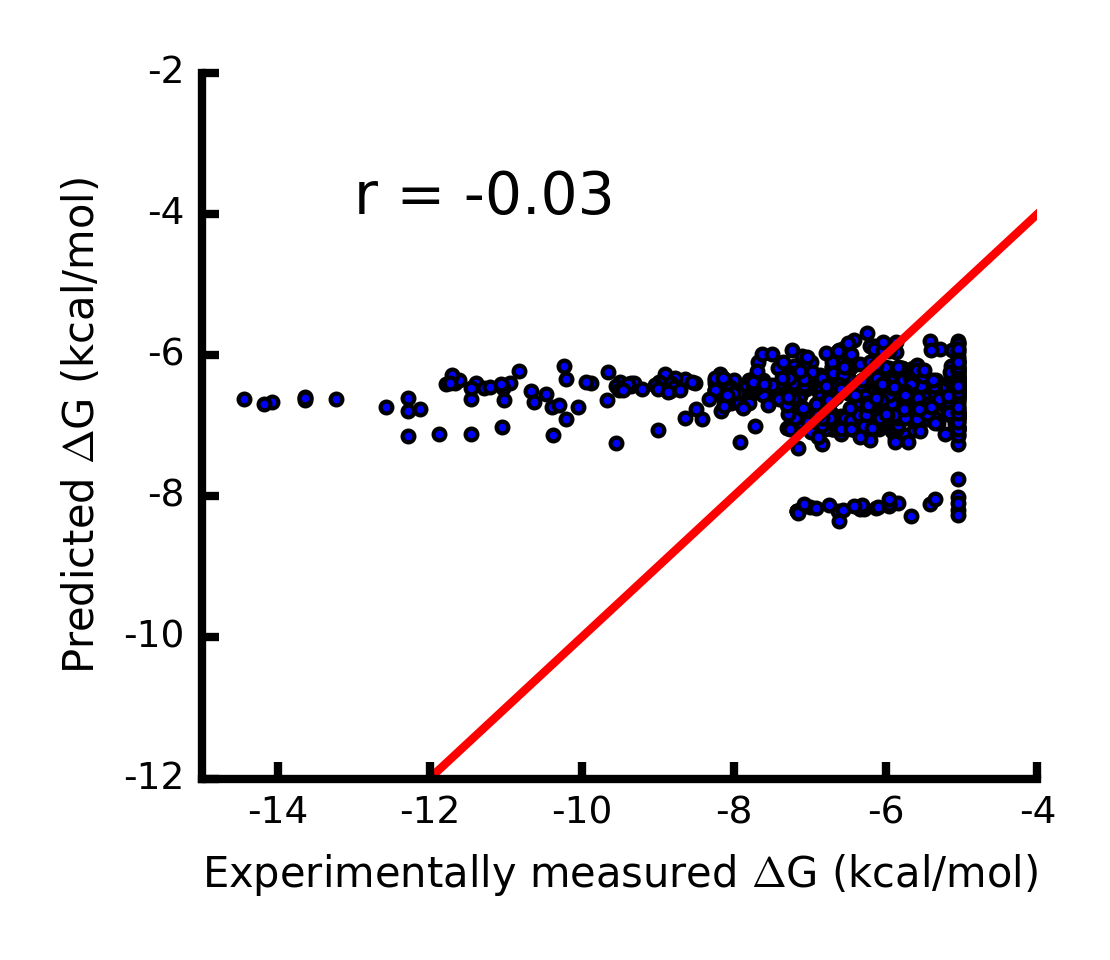 -2
-4
-6
-8
-10
-12
r = -0.03
Predicted ΔG (kcal/mol)
-14 -12 -10 -8 -6 -4
Experimentally measured ΔG (kcal/mol)